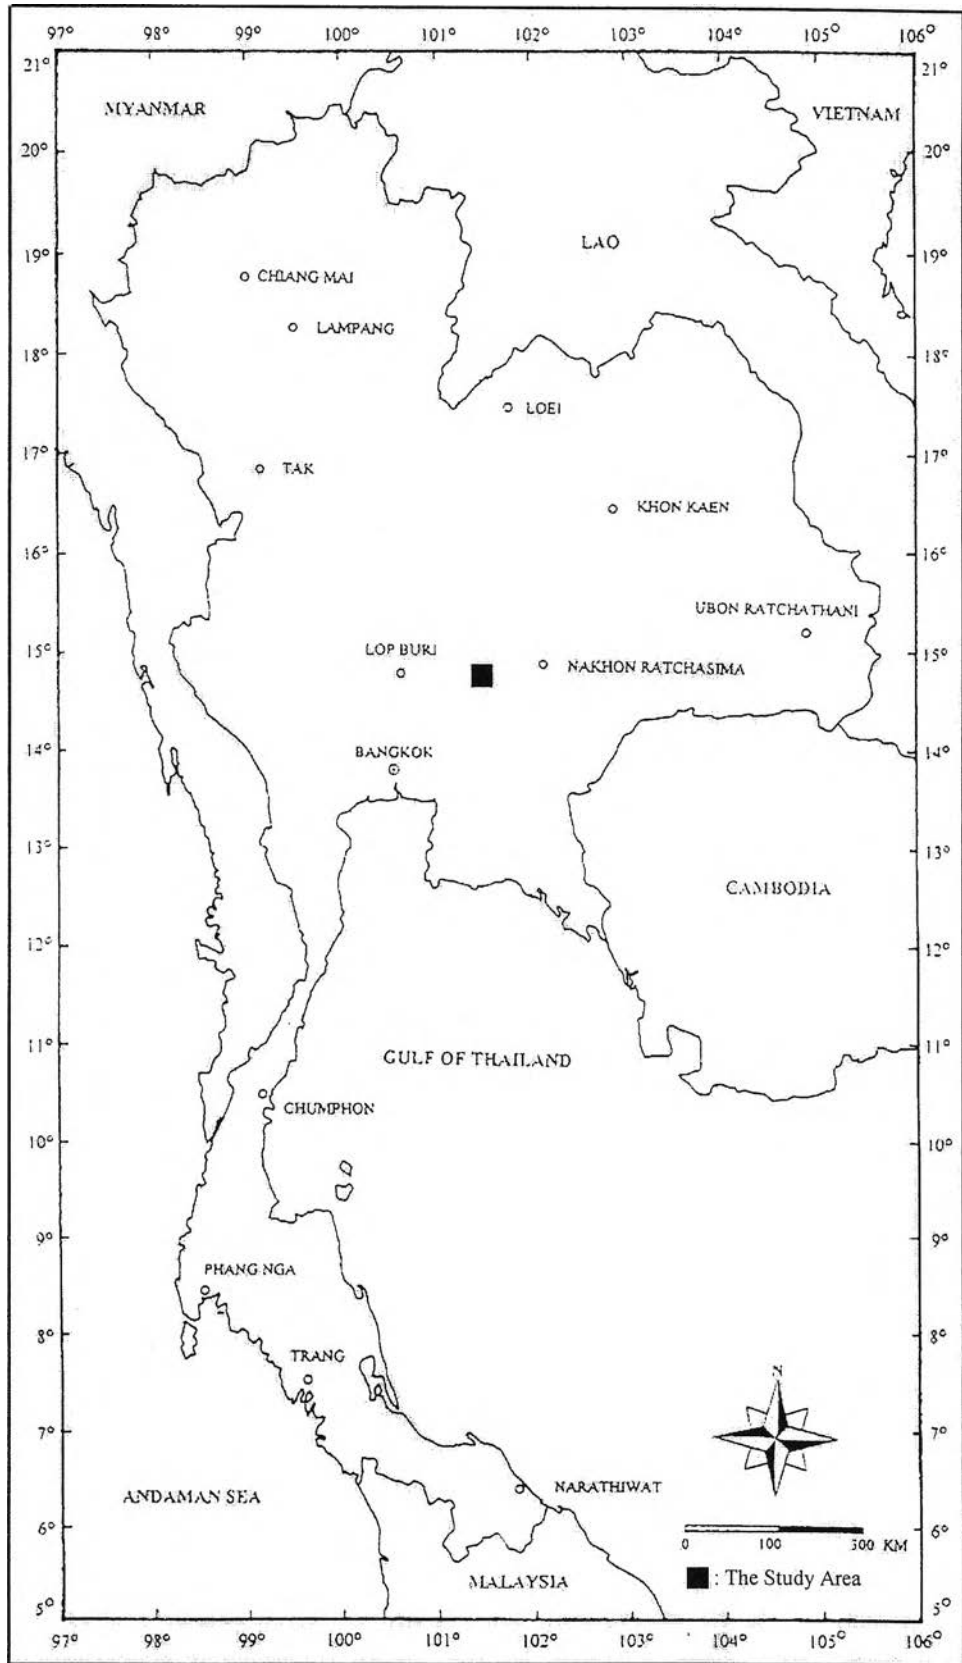 97° 98° 99° 100° 101° 102° 103° 104° 105° 106°
21° 21°
MYANMAR VIETNAM
20° 20°
LAO
19° 19°
CHIANG MAI
LAMPANG
18° 18°
LOEI
17° 17°
TAK
KHON KAEN
16° 16°
UBON RATCHATHANI
LOP BURI
15° 15°
NAKHON RATCHASIMA
BANGKOK
14° 14°
13° 13°
CAMBODIA
12° 12°
11° 11°
GULF OF THAILAND
CHUMPHON
10° 10°
9° 9°
PHANG NGA
8° 8°
TRANG
N
7° 7°
NARATHIWAT
ANDAMAN SEA
6° 6°
0 100 300 KM
MALAYSIA
: The Study Area
5° 5°
97° 98° 99° 100° 101° 102° 103° 104° 105° 106°